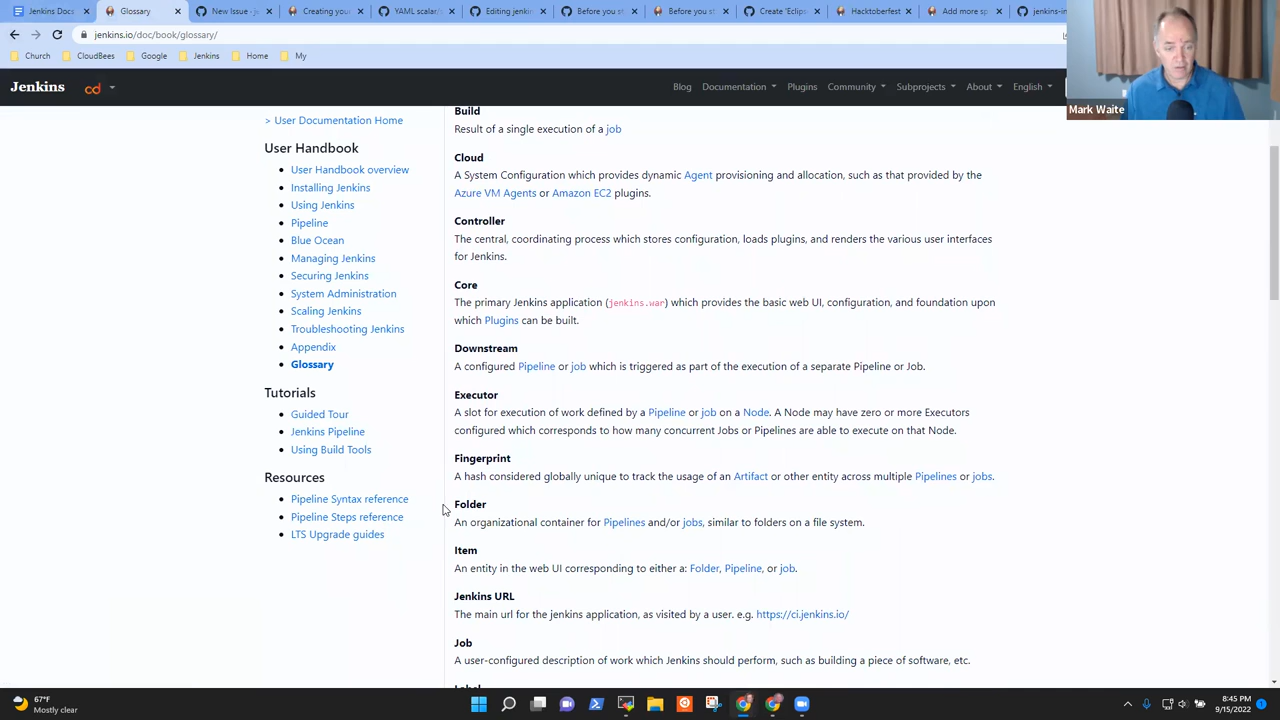 Jenkins Docs
Glossary
New Issue - j
Creating your
YAML scalar/s
Editing jenkin
Before you st
Before you st
Create 'Eclips
Hacktoberfest
Add more sp
jenkins-in
jenkins.io/doc/book/glossary/
Church
CloudBees
Google
Jenkins
Home
My
Mark Waite
Jenkins
cd
Blog
Documentation
Plugins
Community
Subprojects
About
English
> User Documentation Home
User Handbook
User Handbook overview
Installing Jenkins
Using Jenkins
Pipeline
Blue Ocean
Managing Jenkins
Securing Jenkins
System Administration
Scaling Jenkins
Troubleshooting Jenkins
Appendix
Glossary
Tutorials
Guided Tour
Jenkins Pipeline
Using Build Tools
Resources
Pipeline Syntax reference
Pipeline Steps reference
LTS Upgrade guides
Build
Result of a single execution of a job
Cloud
A System Configuration which provides dynamic Agent provisioning and allocation, such as that provided by the
Azure VM Agents or Amazon EC2 plugins.
Controller
The central, coordinating process which stores configuration, loads plugins, and renders the various user interfaces
for Jenkins.
Core
The primary Jenkins application (jenkins.war) which provides the basic web UI, configuration, and foundation upon
which Plugins can be built.
Downstream
A configured Pipeline or job which is triggered as part of the execution of a separate Pipeline or Job.
Executor
A slot for execution of work defined by a Pipeline or job on a Node. A Node may have zero or more Executors
configured which corresponds to how many concurrent Jobs or Pipelines are able to execute on that Node.
Fingerprint
A hash considered globally unique to track the usage of an Artifact or other entity across multiple Pipelines or jobs.
Folder
An organizational container for Pipelines and/or jobs, similar to folders on a file system.
Item
An entity in the web UI corresponding to either a: Folder, Pipeline, or job.
Jenkins URL
The main url for the jenkins application, as visited by a user. e.g. https://ci.jenkins.io/
Job
A user-configured description of work which Jenkins should perform, such as building a piece of software, etc.
67°F
Mostly clear
8:45 PM
9/15/2022